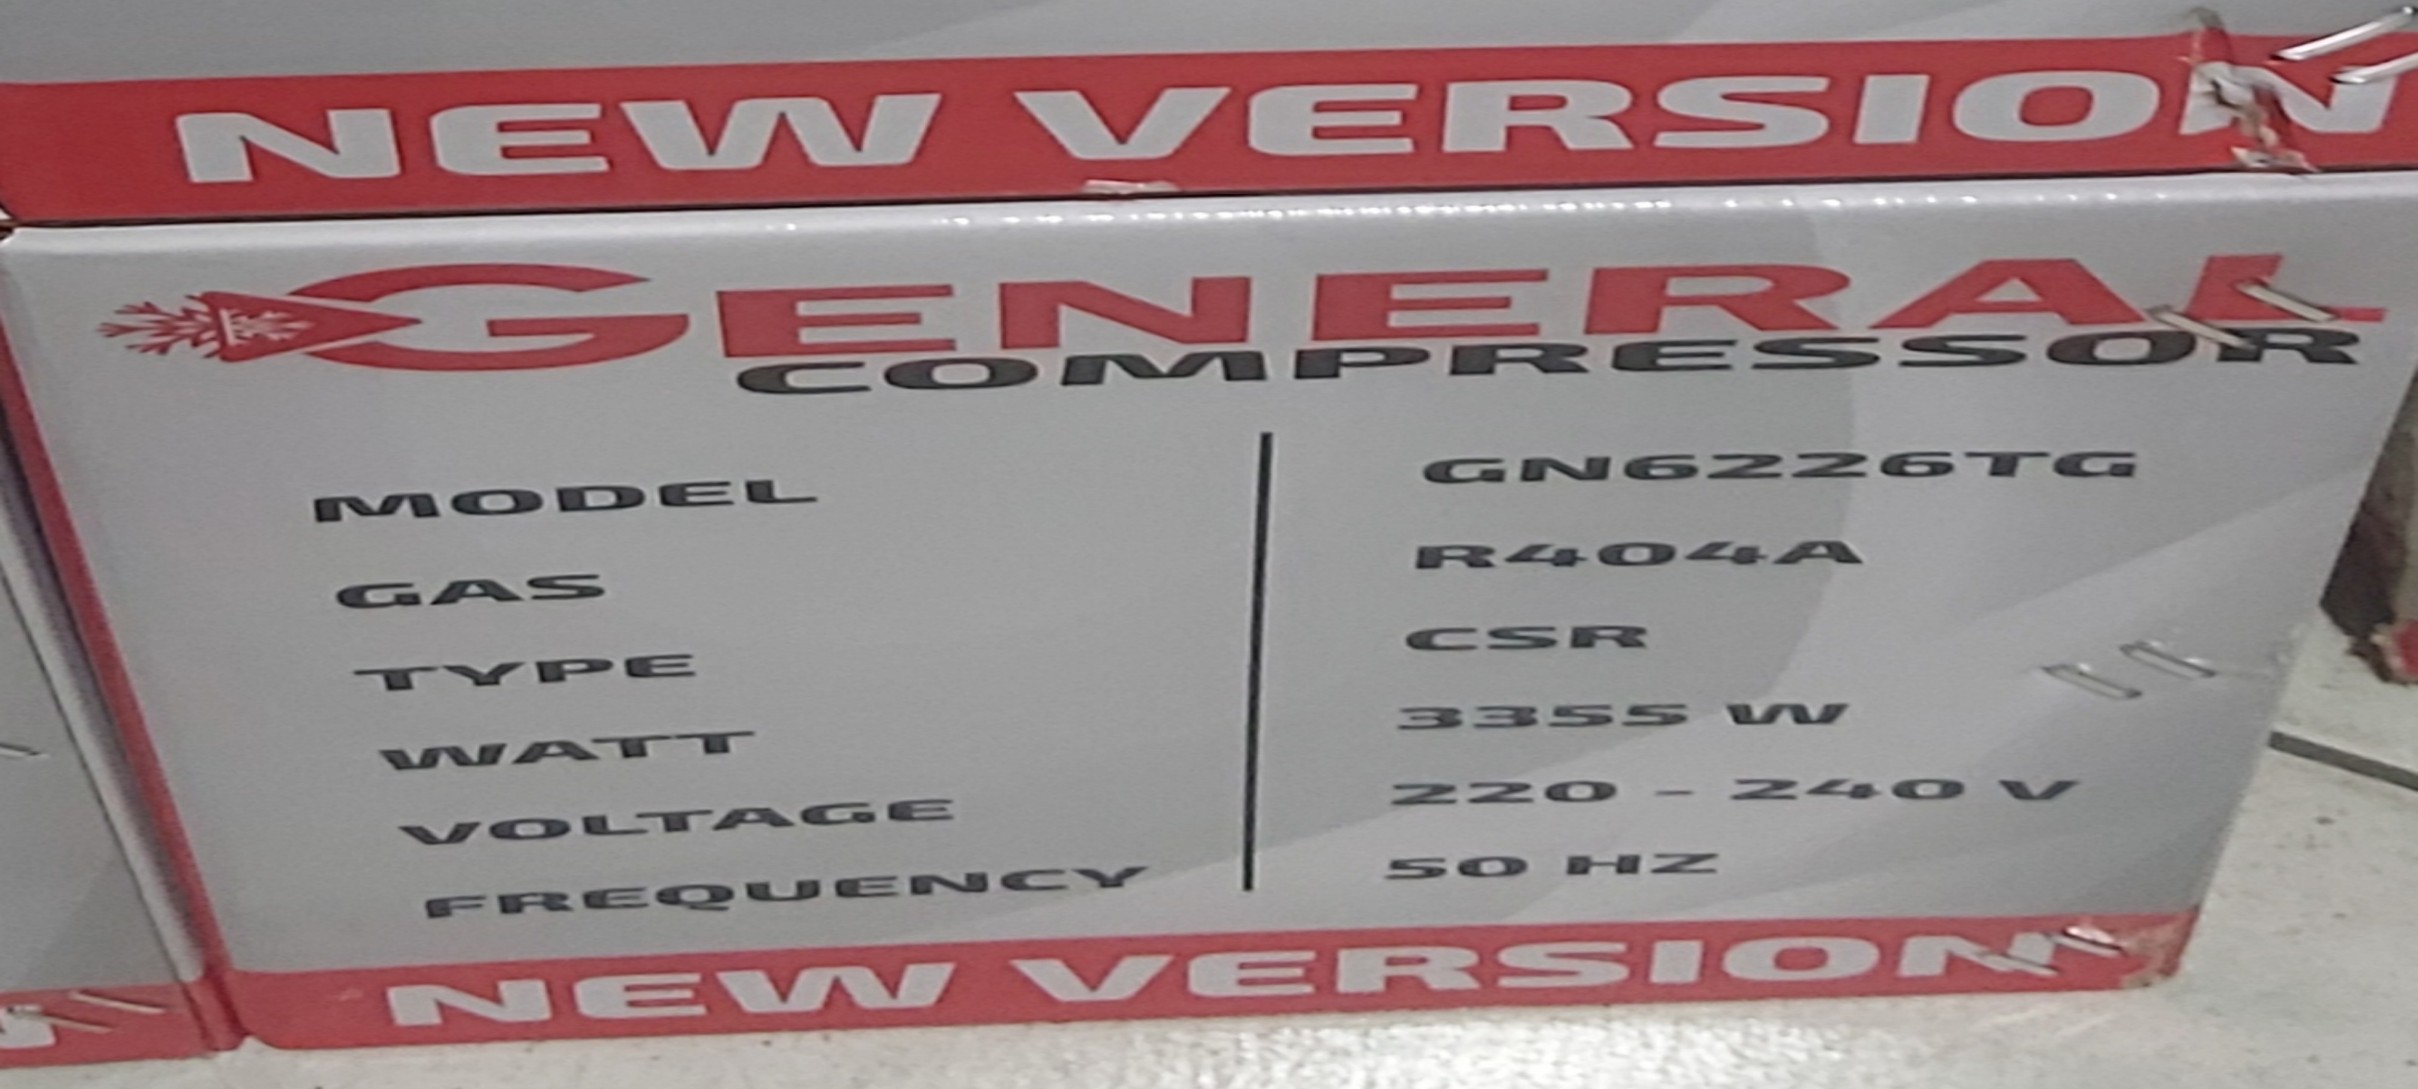 NEW VERSION
GENERAL
COMPRESSOR
MODEL GN6226TG
GAS R404A
TYPE CSR
WATT 3355 W
VOLTAGE 220 - 240 V
FREQUENCY 50 HZ
NEW VERSION